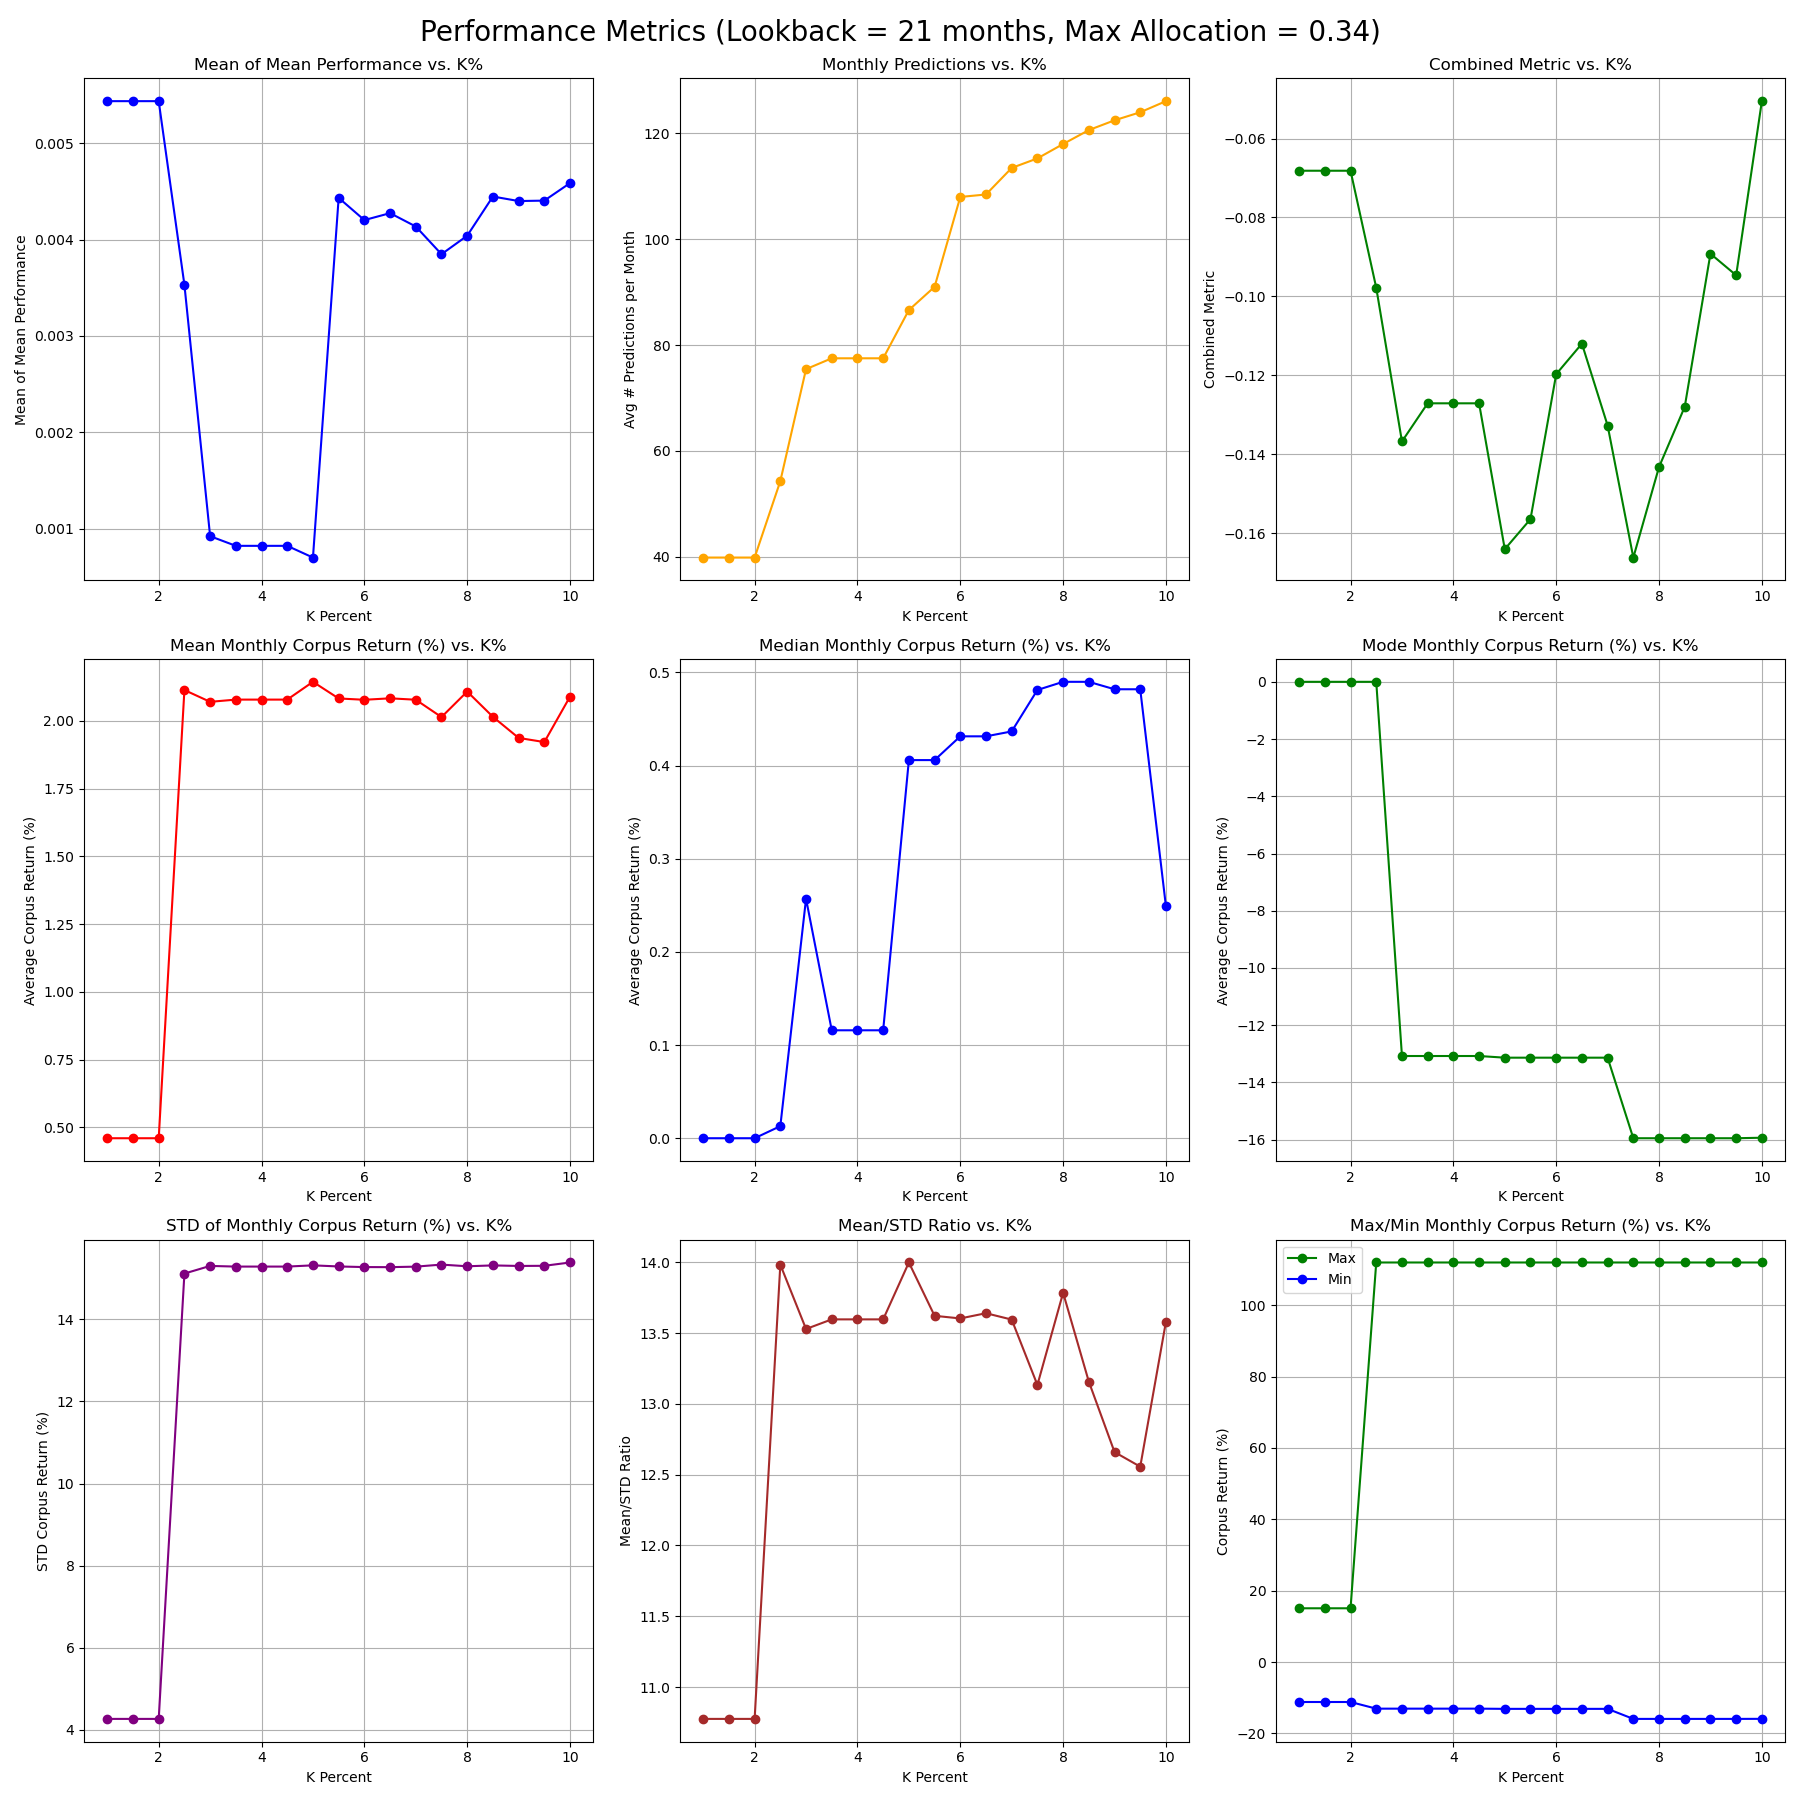 Performance Metrics (Lookback = 21 months, Max Allocation = 0.34)
Mean of Mean Performance vs. K%
Mean of Mean Performance
0.005
0.004
0.003
0.002
0.001
2 4 6 8 10
K Percent
Monthly Predictions vs. K%
Avg # Predictions per Month
120
100
80
60
40
2 4 6 8 10
K Percent
Combined Metric vs. K%
Combined Metric
−0.06
−0.08
−0.10
−0.12
−0.14
−0.16
2 4 6 8 10
K Percent
Mean Monthly Corpus Return (%) vs. K%
Average Corpus Return (%)
2.00
1.75
1.50
1.25
1.00
0.75
0.50
2 4 6 8 10
K Percent
Median Monthly Corpus Return (%) vs. K%
Average Corpus Return (%)
0.5
0.4
0.3
0.2
0.1
0.0
2 4 6 8 10
K Percent
Mode Monthly Corpus Return (%) vs. K%
Average Corpus Return (%)
0
−2
−4
−6
−8
−10
−12
−14
−16
2 4 6 8 10
K Percent
STD of Monthly Corpus Return (%) vs. K%
STD Corpus Return (%)
14
12
10
8
6
4
2 4 6 8 10
K Percent
Mean/STD Ratio vs. K%
Mean/STD Ratio
14.0
13.5
13.0
12.5
12.0
11.5
11.0
2 4 6 8 10
K Percent
Max/Min Monthly Corpus Return (%) vs. K%
Max
Min
Corpus Return (%)
100
80
60
40
20
0
−20
2 4 6 8 10
K Percent